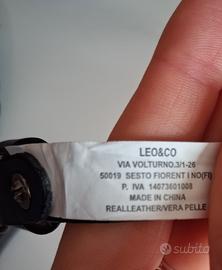 LEO&CO
VIA VOLTURNO.3/1-26
50019 SESTO FIORENT I NO(FI)
P. IVA 14073601008
MADE IN CHINA
REALLEATHER/VERA PELLE
subito